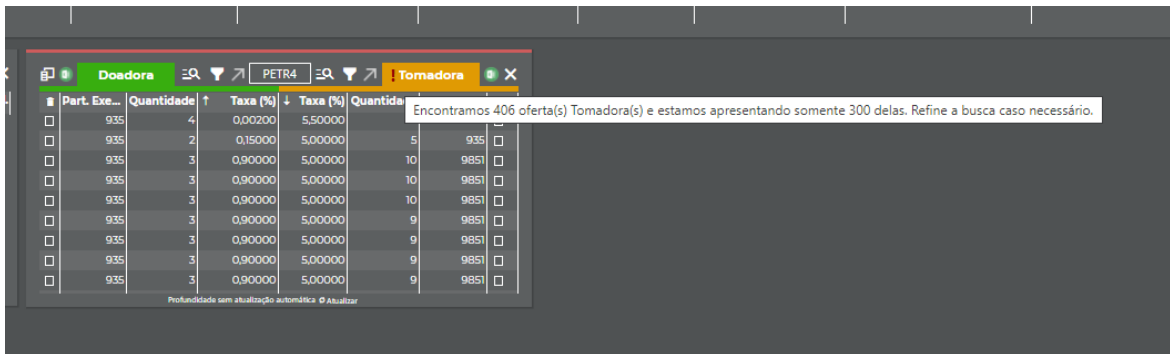 Doadora PETR4 ! Tomadora
Part. Exe... Quantidade ↑ Taxa (%) ↓ Taxa (%)
Encontramos 406 oferta(s) Tomadora(s) e estamos apresentando somente 300 delas. Refine a busca caso necessário.
935 4 0,00200 5,50000
935 2 0,15000 5,00000 5 935
935 3 0,90000 5,00000 10 9851
935 3 0,90000 5,00000 10 9851
935 3 0,90000 5,00000 10 9851
935 3 0,90000 5,00000 9 9851
935 3 0,90000 5,00000 9 9851
935 3 0,90000 5,00000 9 9851
935 3 0,90000 5,00000 9 9851
Profundidade sem atualização automática Atualizar